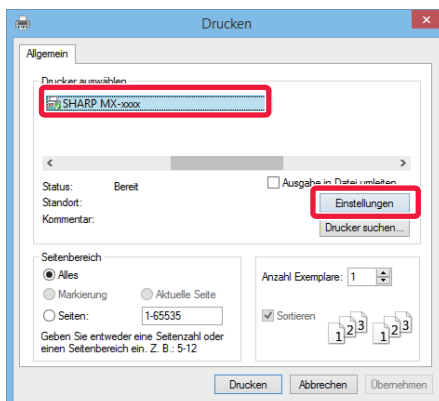 Drucken
Allgemein
Drucker auswählen
SHARP MX-xxxx
Status: Bereit
Ausgabe in Datei umleiten
Standort:
Einstellungen
Kommentar:
Drucker suchen...
Seitenbereich
Alles
Anzahl Exemplare: 1
Markierung Aktuelle Seite
Seiten: 1-65535
Sortieren
Geben Sie entweder eine Seitenzahl oder
einen Seitenbereich ein. Z. B.: 5-12
1 2 3 1 2 3
Drucken Abbrechen Übernehmen